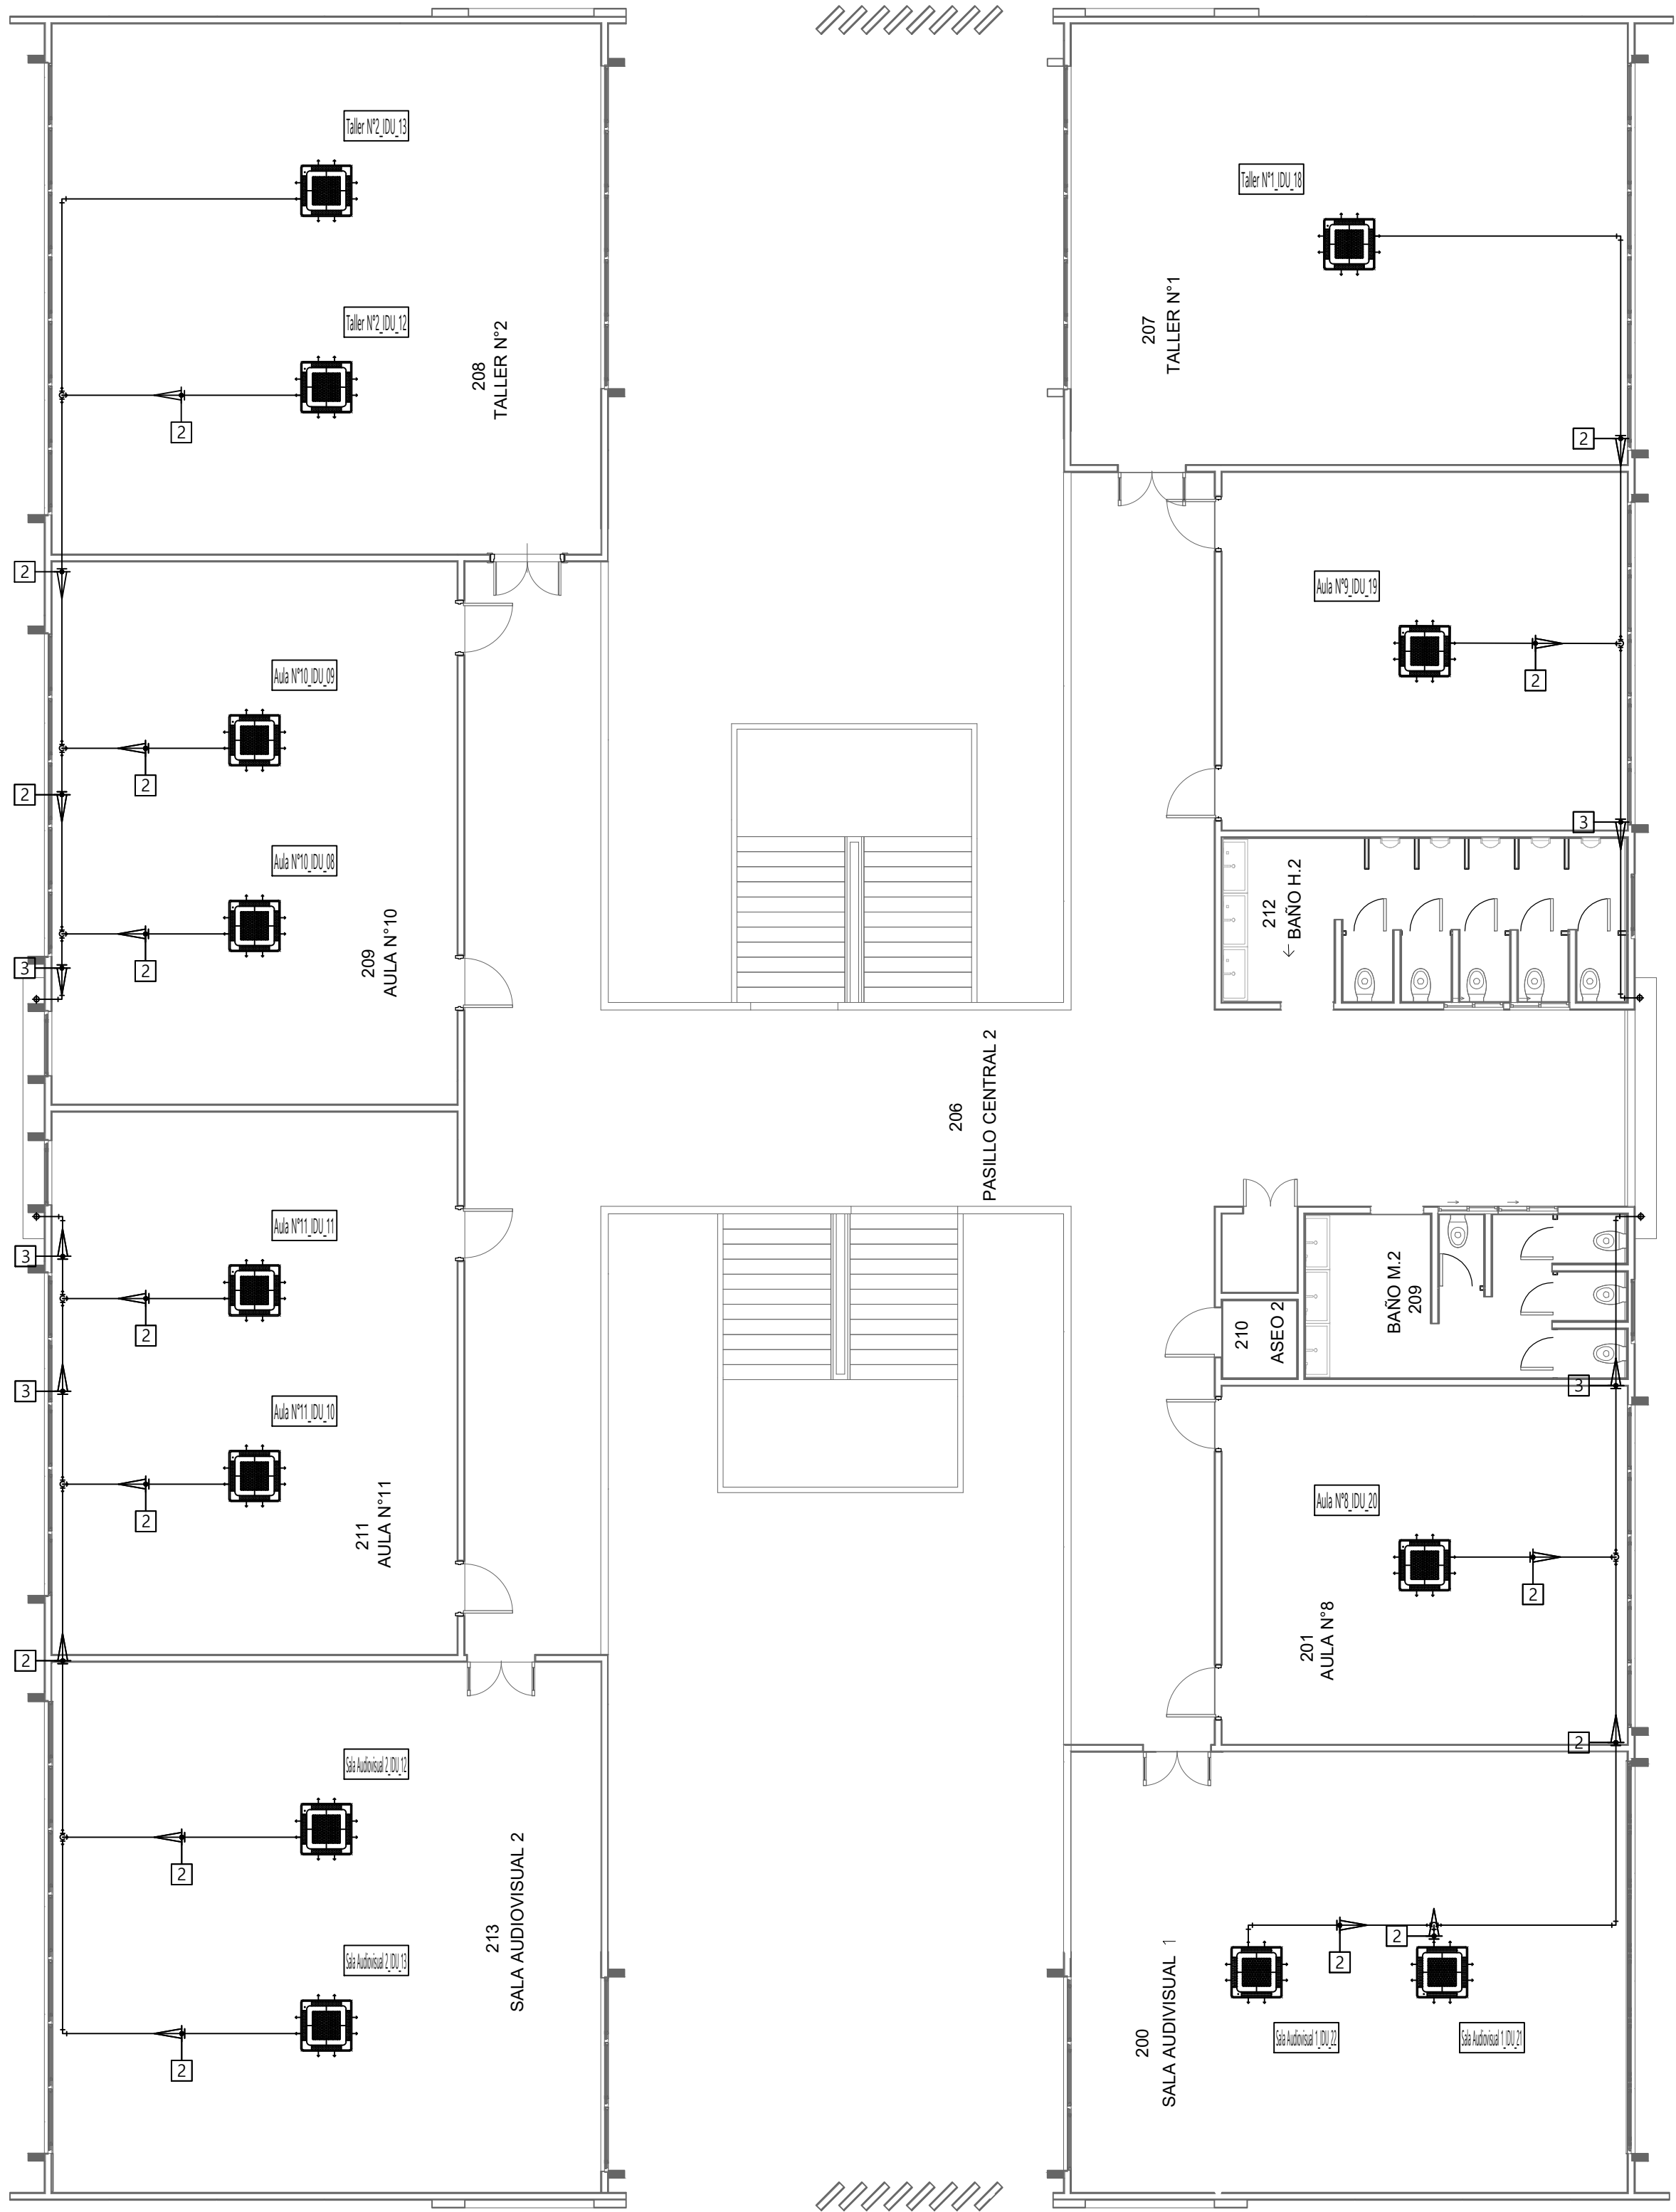 Taller N°2_IDU_13
Taller N°2_IDU_12
2
208
TALLER N°2
2
Aula N°10_IDU_09
2
2
Aula N°10_IDU_08
2
3
209
AULA N°10
Taller N°1_IDU_18
207
TALLER N°1
2
Aula N°9_IDU_19
2
3
212
BAÑO H.2
206
PASILLO CENTRAL 2
Aula N°11_IDU_11
3
2
3
Aula N°11_IDU_10
2
211
AULA N°11
2
Sala Audiovisual 2_IDU_12
2
213
SALA AUDIOVISUAL 2
Sala Audiovisual 2_IDU_13
2
210
ASEO 2
BAÑO M.2
209
3
Aula N°8_IDU_20
2
201
AULA N°8
2
2
2
200
SALA AUDIVISUAL 1
Sala Audiovisual 1_IDU_22
Sala Audiovisual 1_IDU_21